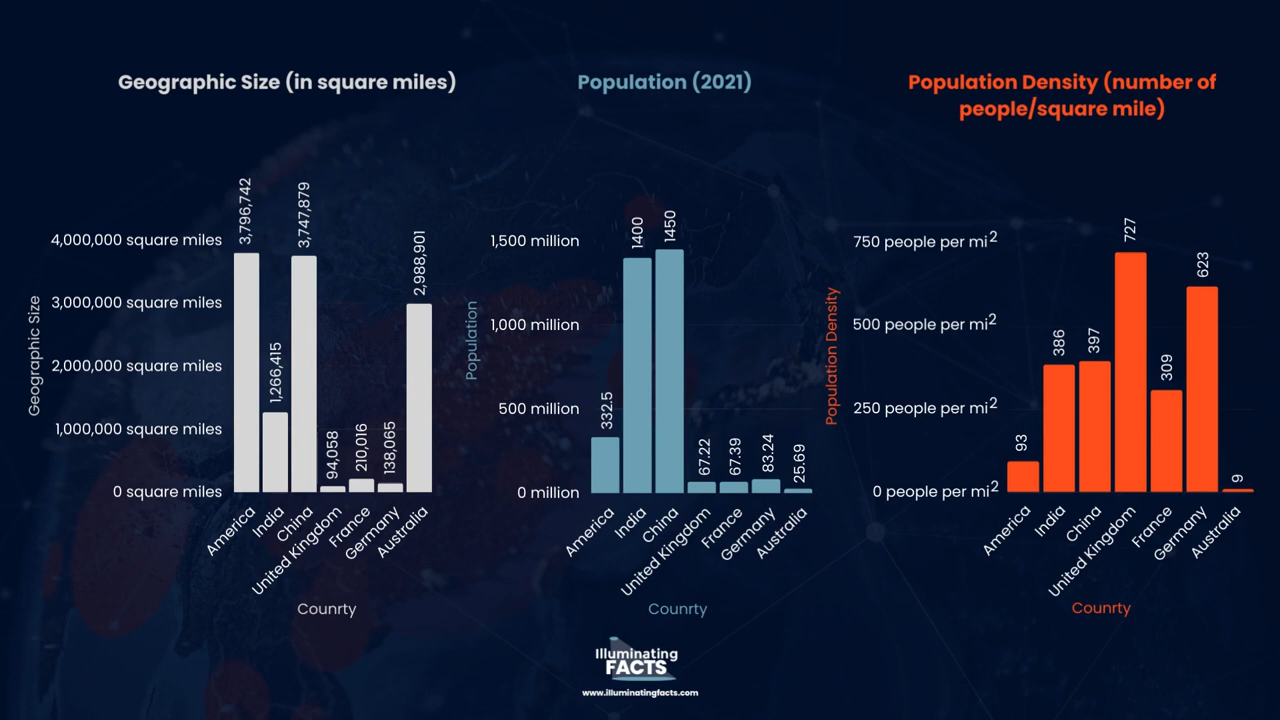 Geographic Size (in square miles)
Geographic Size
4,000,000 square miles
3,000,000 square miles
2,000,000 square miles
1,000,000 square miles
0 square miles
3,796,742
1,266,415
3,747,879
94,058
210,016
138,065
2,988,901
America
India
China
United Kingdom
France
Germany
Australia
Counrty
Population (2021)
Population
1,500 million
1,000 million
500 million
0 million
332.5
1400
1450
67.22
67.39
83.24
25.69
America
India
China
United Kingdom
France
Germany
Australia
Counrty
Population Density (number of
people/square mile)
Population Density
750 people per mi²
500 people per mi²
250 people per mi²
0 people per mi²
93
386
397
727
309
623
9
America
India
China
United Kingdom
France
Germany
Australia
Counrty
Illuminating
FACTS
www.illuminatingfacts.com